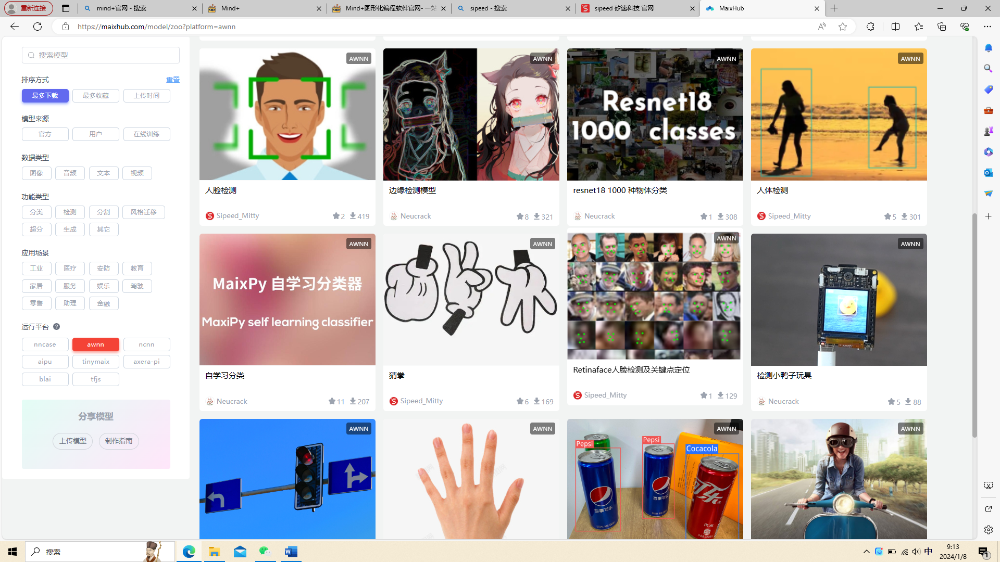 重新连接
mind+官网 - 搜索
Mind+
Mind+图形化编程软件官网- 一站
sipeed - 搜索
sipeed 矽速科技 官网
MaixHub
https://maixhub.com/model/zoo?platform=awnn
搜索模型
排序方式
重置
最多下载
最多收藏
上传时间
模型来源
官方
用户
在线训练
数据类型
图像
音频
文本
视频
功能类型
分类
检测
分割
风格迁移
超分
生成
其它
应用场景
工业
医疗
安防
教育
家居
服务
娱乐
驾驶
零售
助理
金融
运行平台
nncase
awnn
ncnn
aipu
tinymaix
axera-pi
blai
tfjs
分享模型
上传模型
制作指南
AWNN
人脸检测
Sipeed_Mitty
2
419
AWNN
边缘检测模型
Neucrack
8
321
AWNN
Resnet18
1000 classes
resnet18 1000 种物体分类
Neucrack
1
308
AWNN
人体检测
Sipeed_Mitty
5
301
AWNN
MaixPy 自学习分类器
MaxiPy self learning classifier
自学习分类
Neucrack
11
207
AWNN
猜拳
Sipeed_Mitty
6
169
AWNN
Retinaface人脸检测及关键点定位
Sipeed_Mitty
1
129
AWNN
检测小鸭子玩具
Neucrack
5
88
AWNN
AWNN
AWNN
Pepsi
Pepsi
Cocacola
汽水
AWNN
搜索
中
9:13
2024/1/8
1